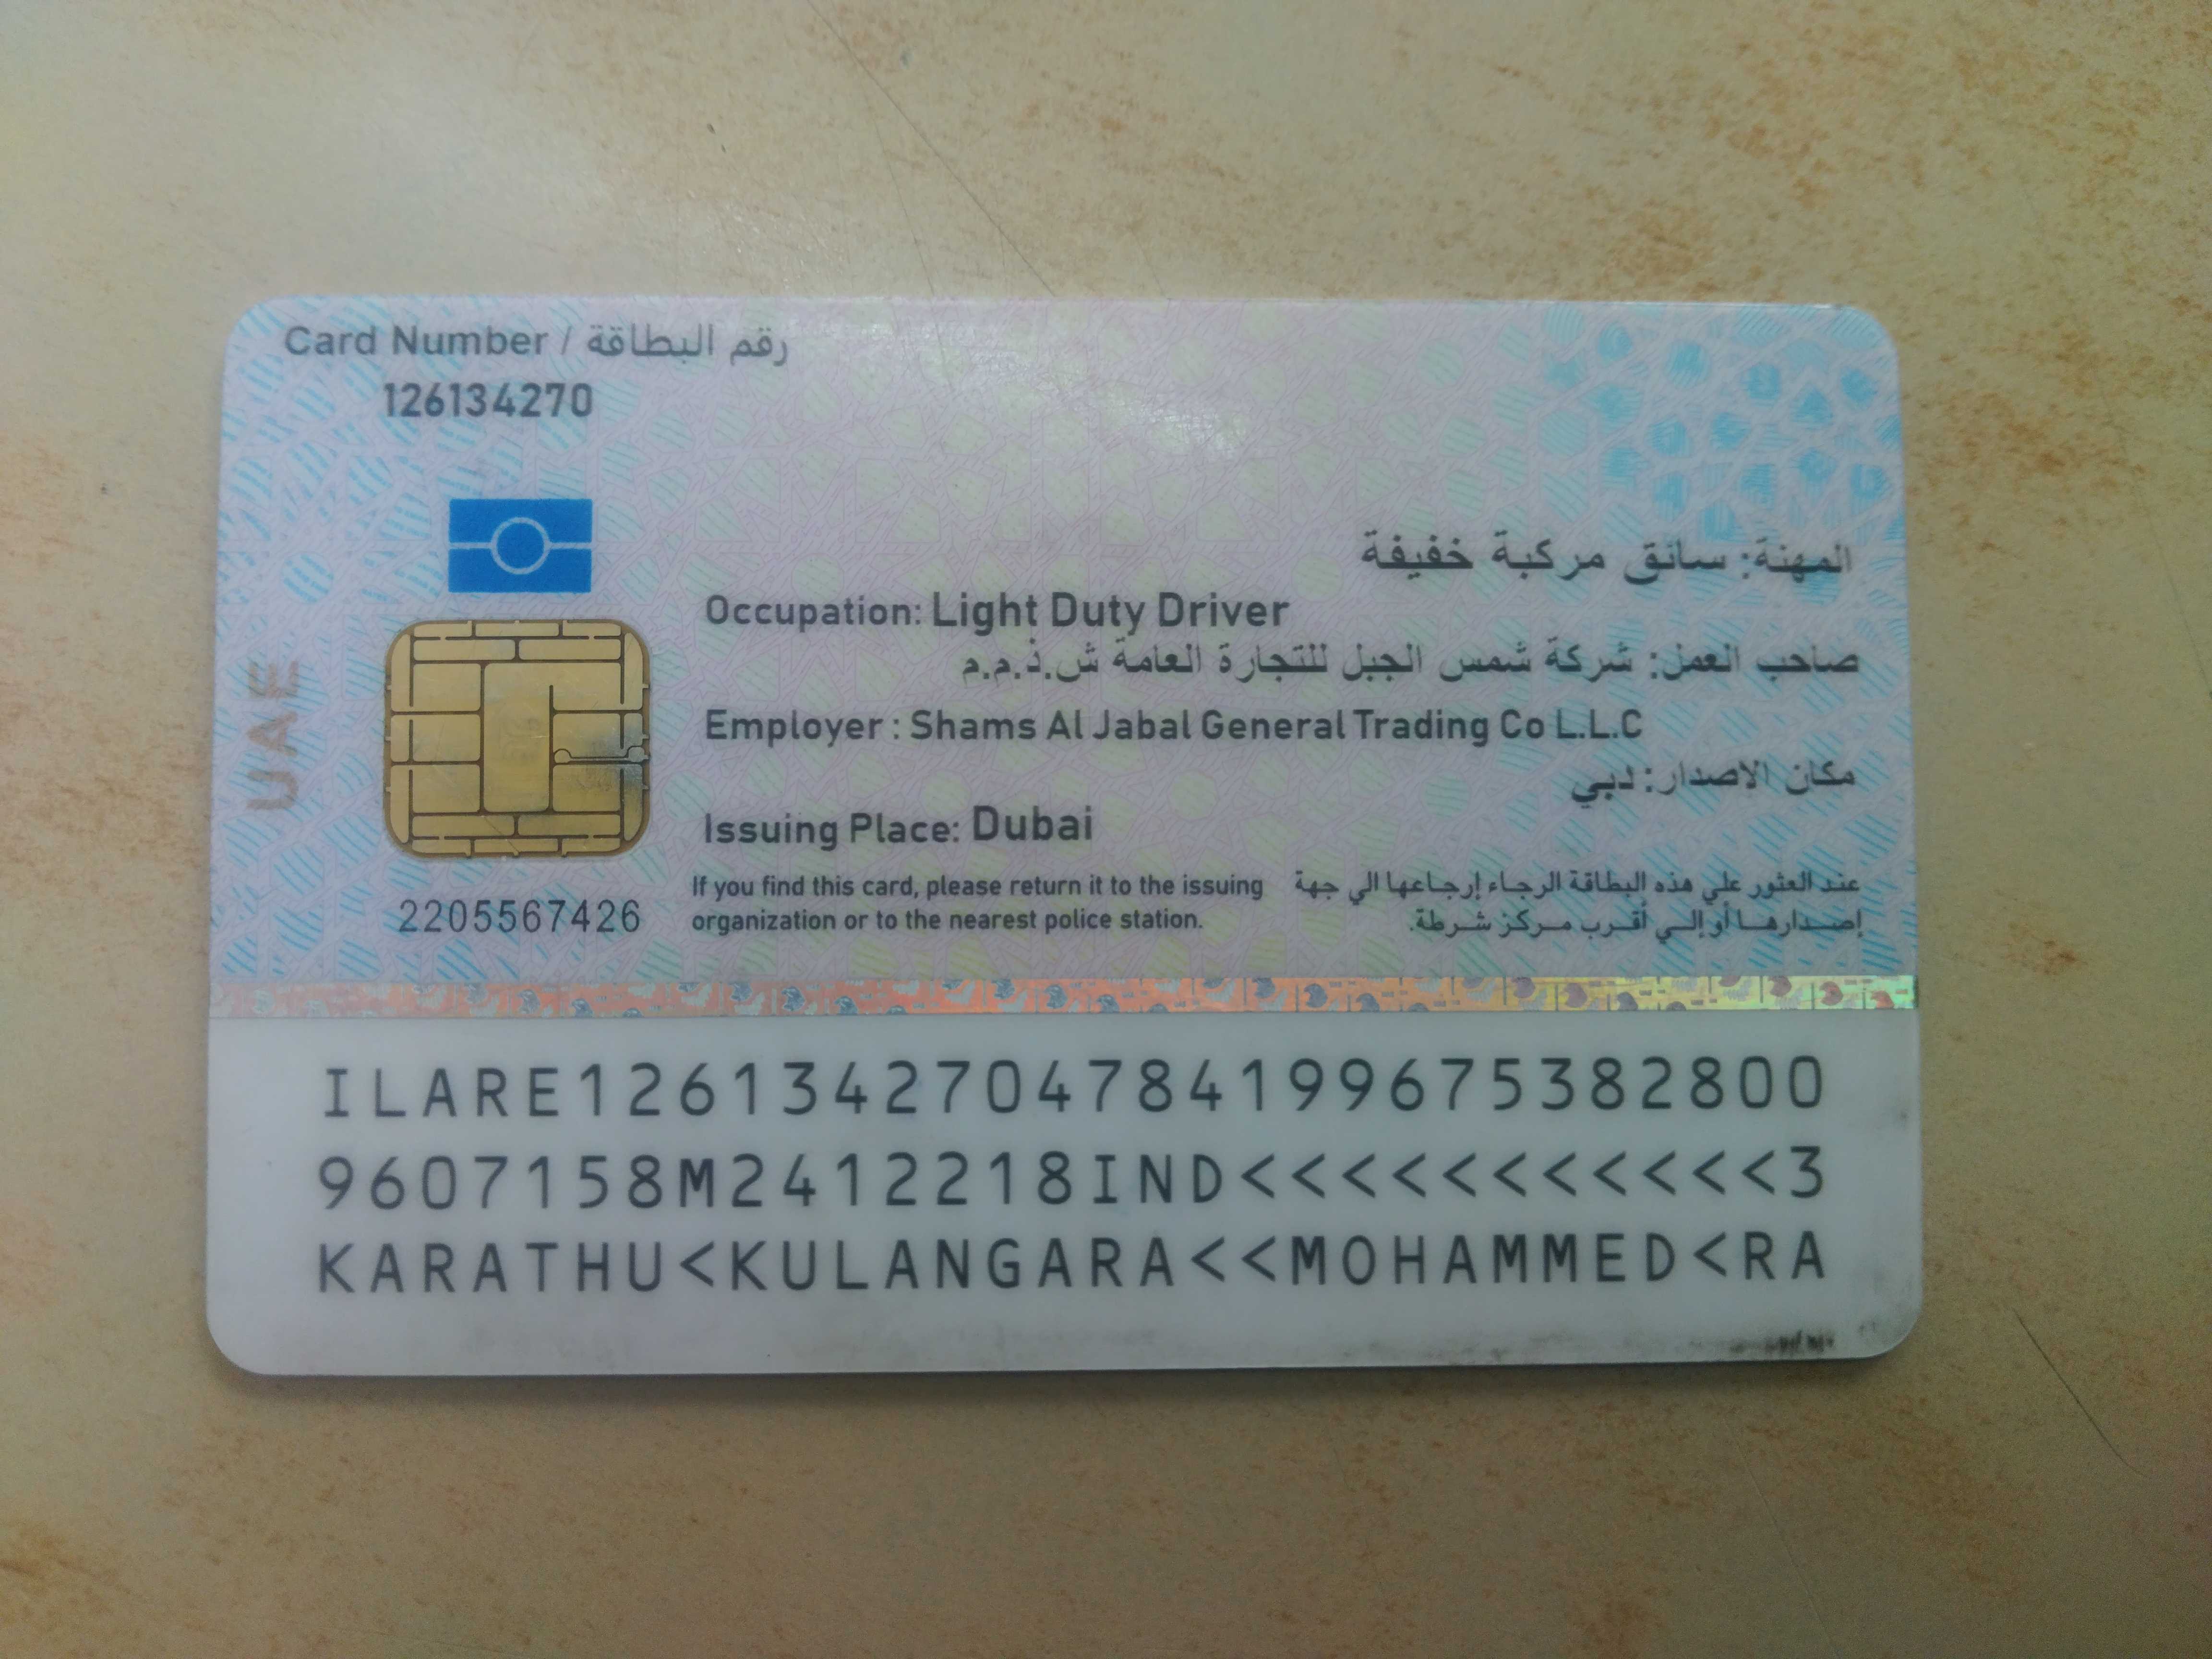 Card Number / رقم البطاقة
126134270
المهنة: سائق مركبة خفيفة
Occupation: Light Duty Driver
صاحب العمل: شركة شمس الجبل للتجارة العامة ش.ذ.م.م
Employer : Shams Al Jabal General Trading Co L.L.C
مكان الاصدار: دبي
Issuing Place: Dubai
UAE
If you find this card, please return it to the issuing
organization or to the nearest police station.
عند العثور علي هذه البطاقة الرجاء إرجاعها الي جهة
إصدارها أو إلي أقرب مركز شرطة.
2205567426
ILARE1261342704784199675382800
9607158M2412218IND<<<<<<<<<<<3
KARATHU<KULANGARA<<MOHAMMED<RA